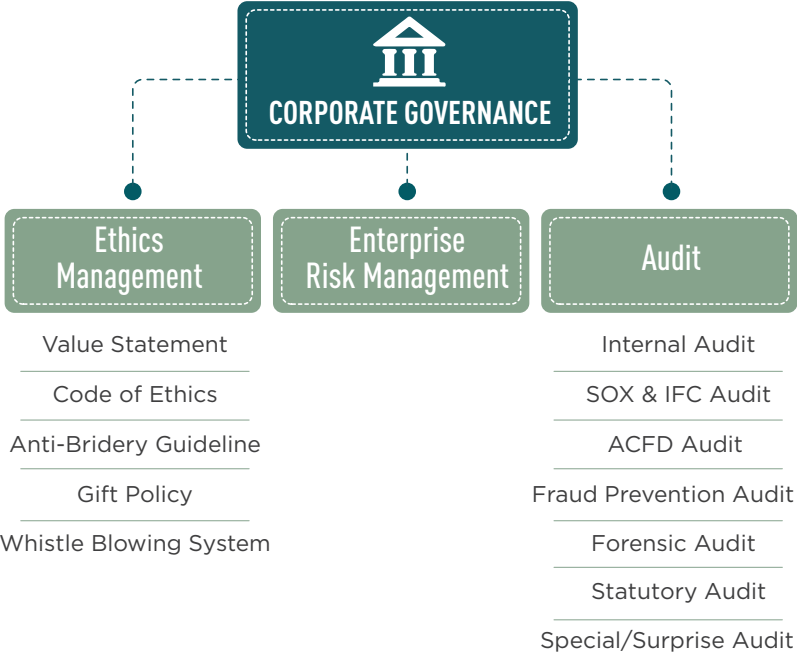 CORPORATE GOVERNANCE
Ethics
Management
Value Statement
Code of Ethics
Anti-Bridery Guideline
Gift Policy
Whistle Blowing System
Enterprise
Risk Management
Audit
Internal Audit
SOX & IFC Audit
ACFD Audit
Fraud Prevention Audit
Forensic Audit
Statutory Audit
Special/Surprise Audit